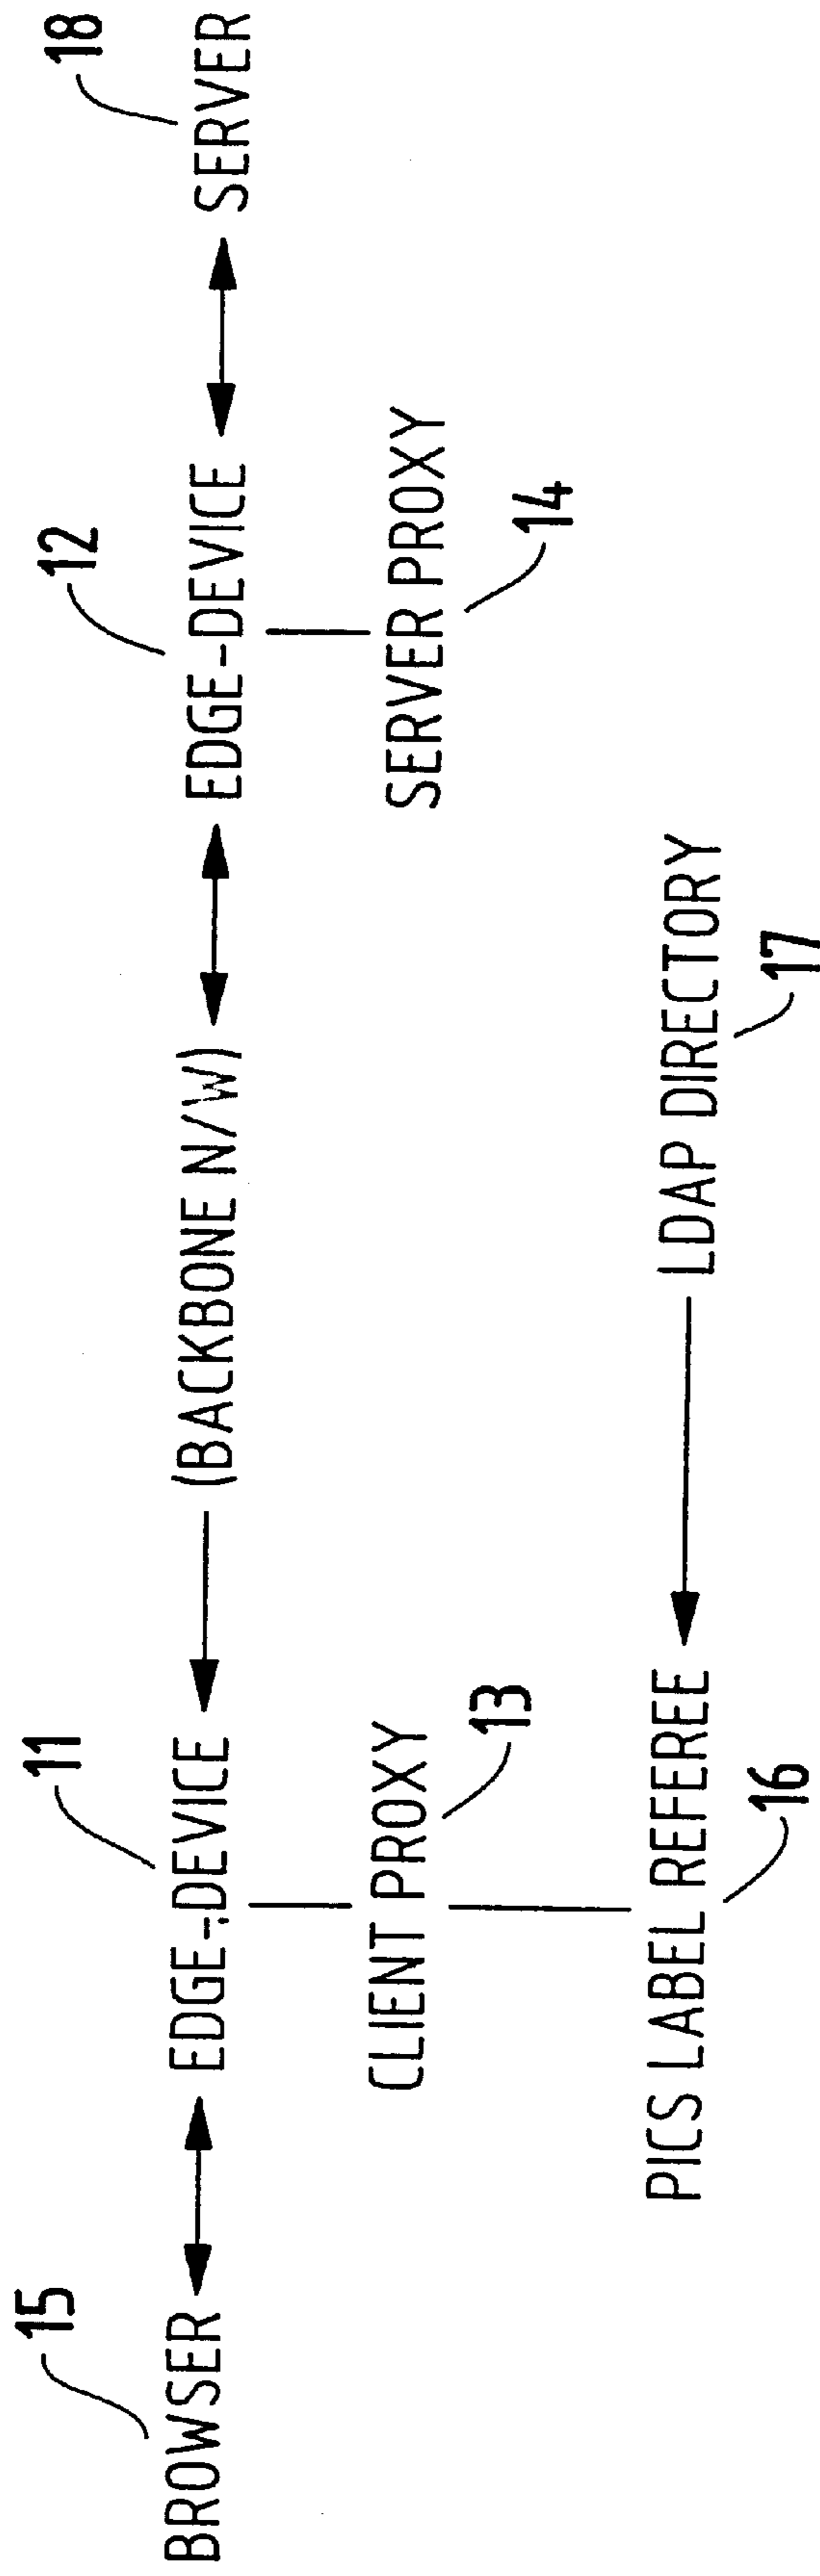 15 11 12 18
BROWSER EDGE-DEVICE (BACKBONE N/W) EDGE-DEVICE SERVER
CLIENT PROXY SERVER PROXY
13 14
PICS LABEL REFEREE LDAP DIRECTORY
16 17